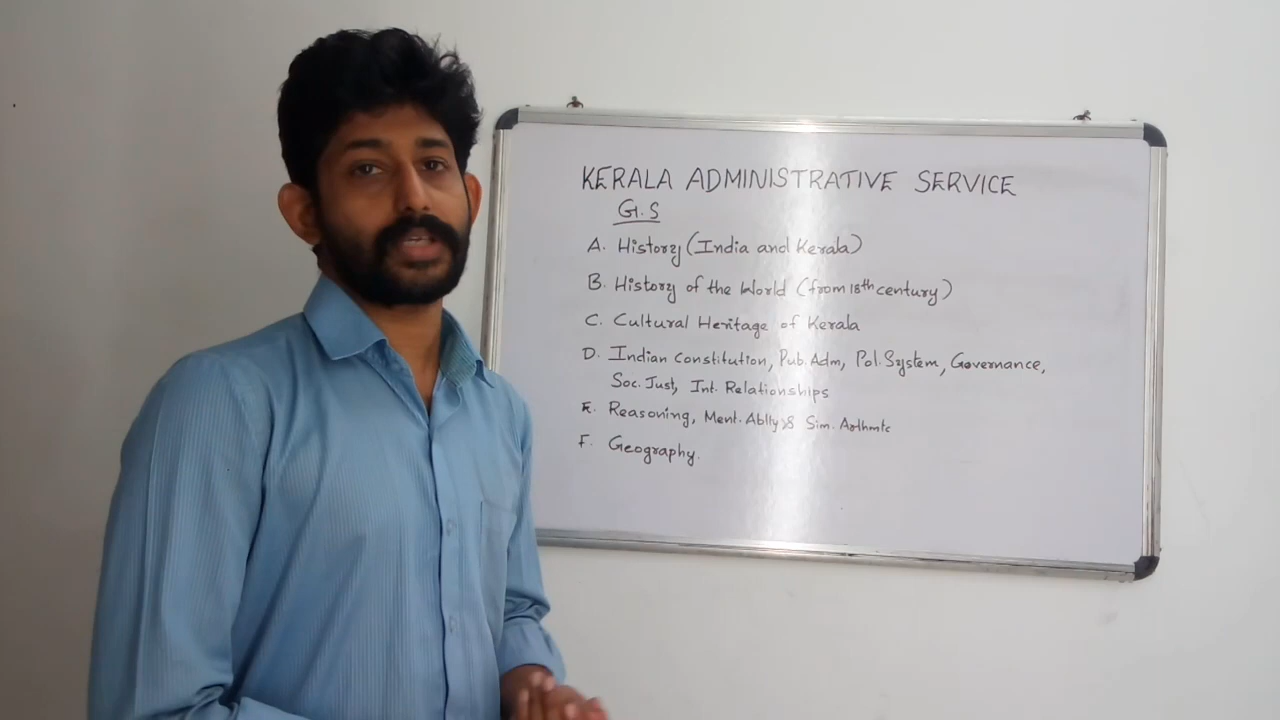 KERALA ADMINISTRATIVE SERVICE
G.S
A. History (India and Kerala)
B. History of the World (from 18th century)
C. Cultural Heritage of Kerala
D. Indian Constitution, Pub. Adm, Pol. System, Governance,
Soc. Just, Int. Relationships
E. Reasoning, Ment. Ablty & Sim. Arthmtc
F. Geography.